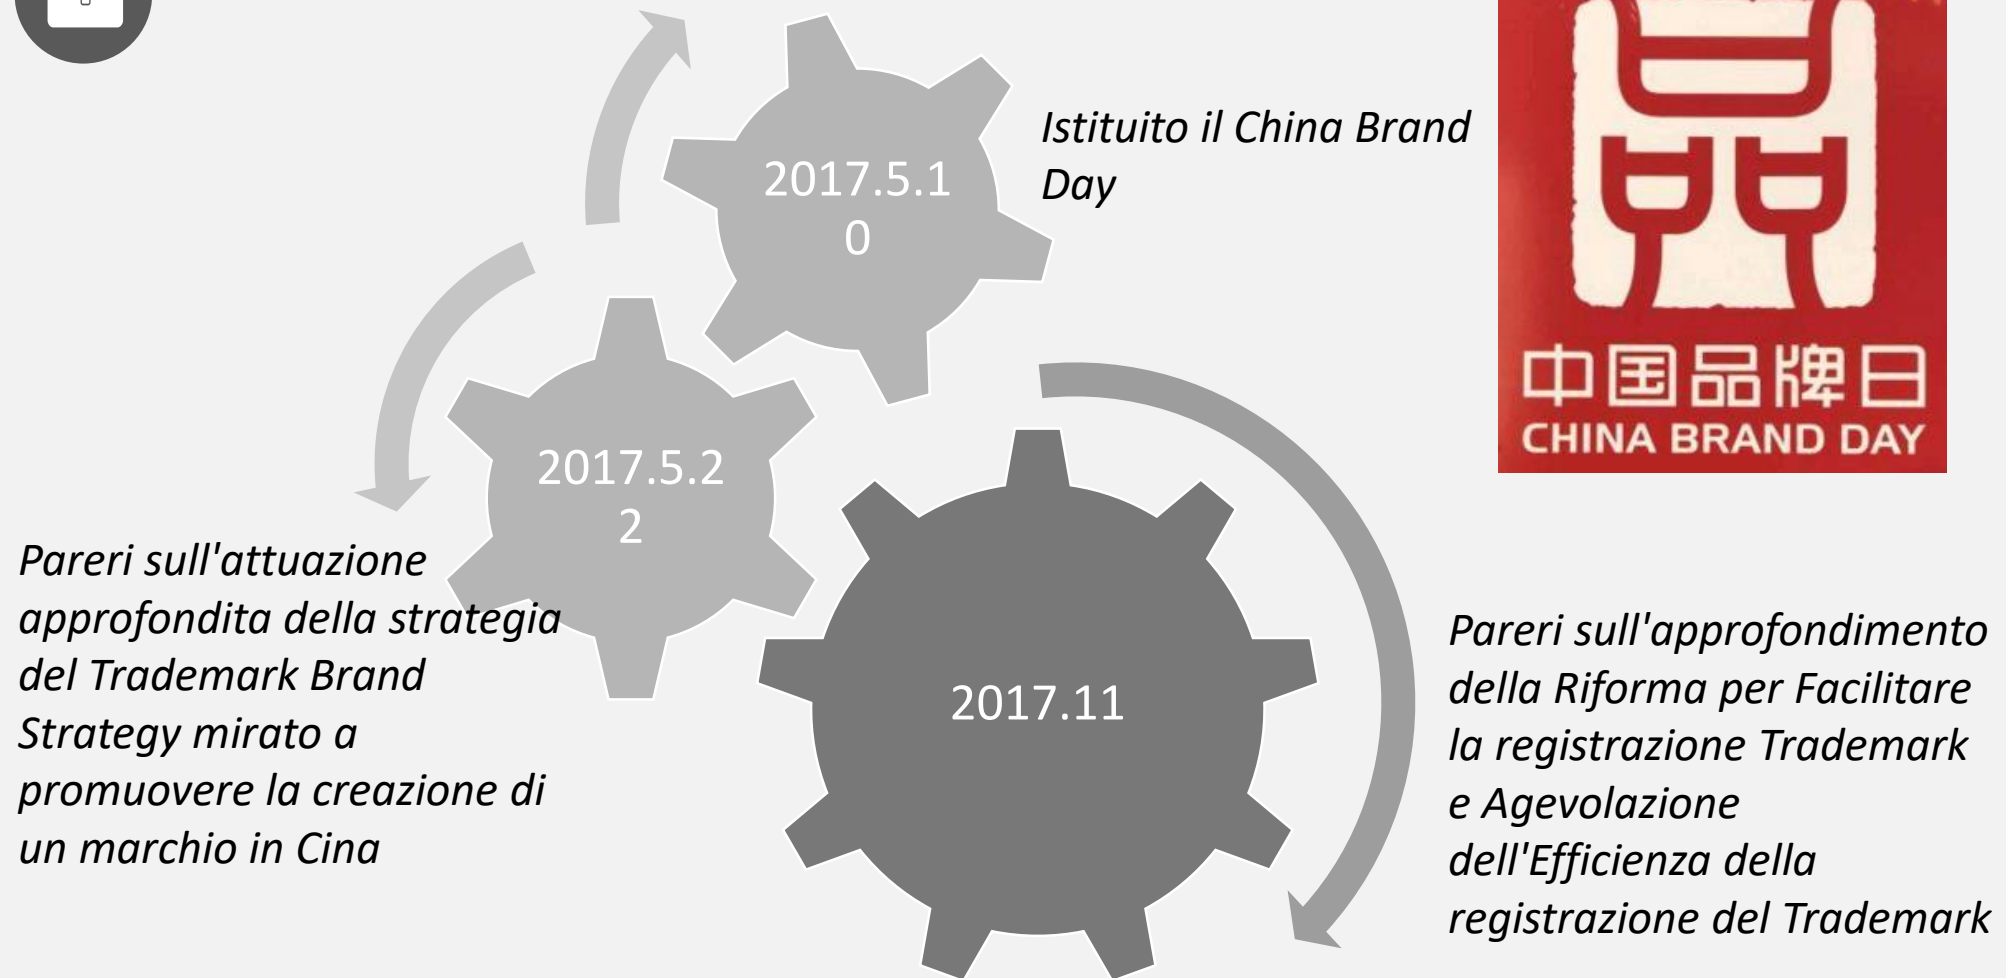 2017.5.1
0
Istituito il China Brand
Day
中国品牌日
CHINA BRAND DAY
2017.5.2
2
Pareri sull'attuazione
approfondita della strategia
del Trademark Brand
Strategy mirato a
promuovere la creazione di
un marchio in Cina
2017.11
Pareri sull'approfondimento
della Riforma per Facilitare
la registrazione Trademark
e Agevolazione
dell'Efficienza della
registrazione del Trademark